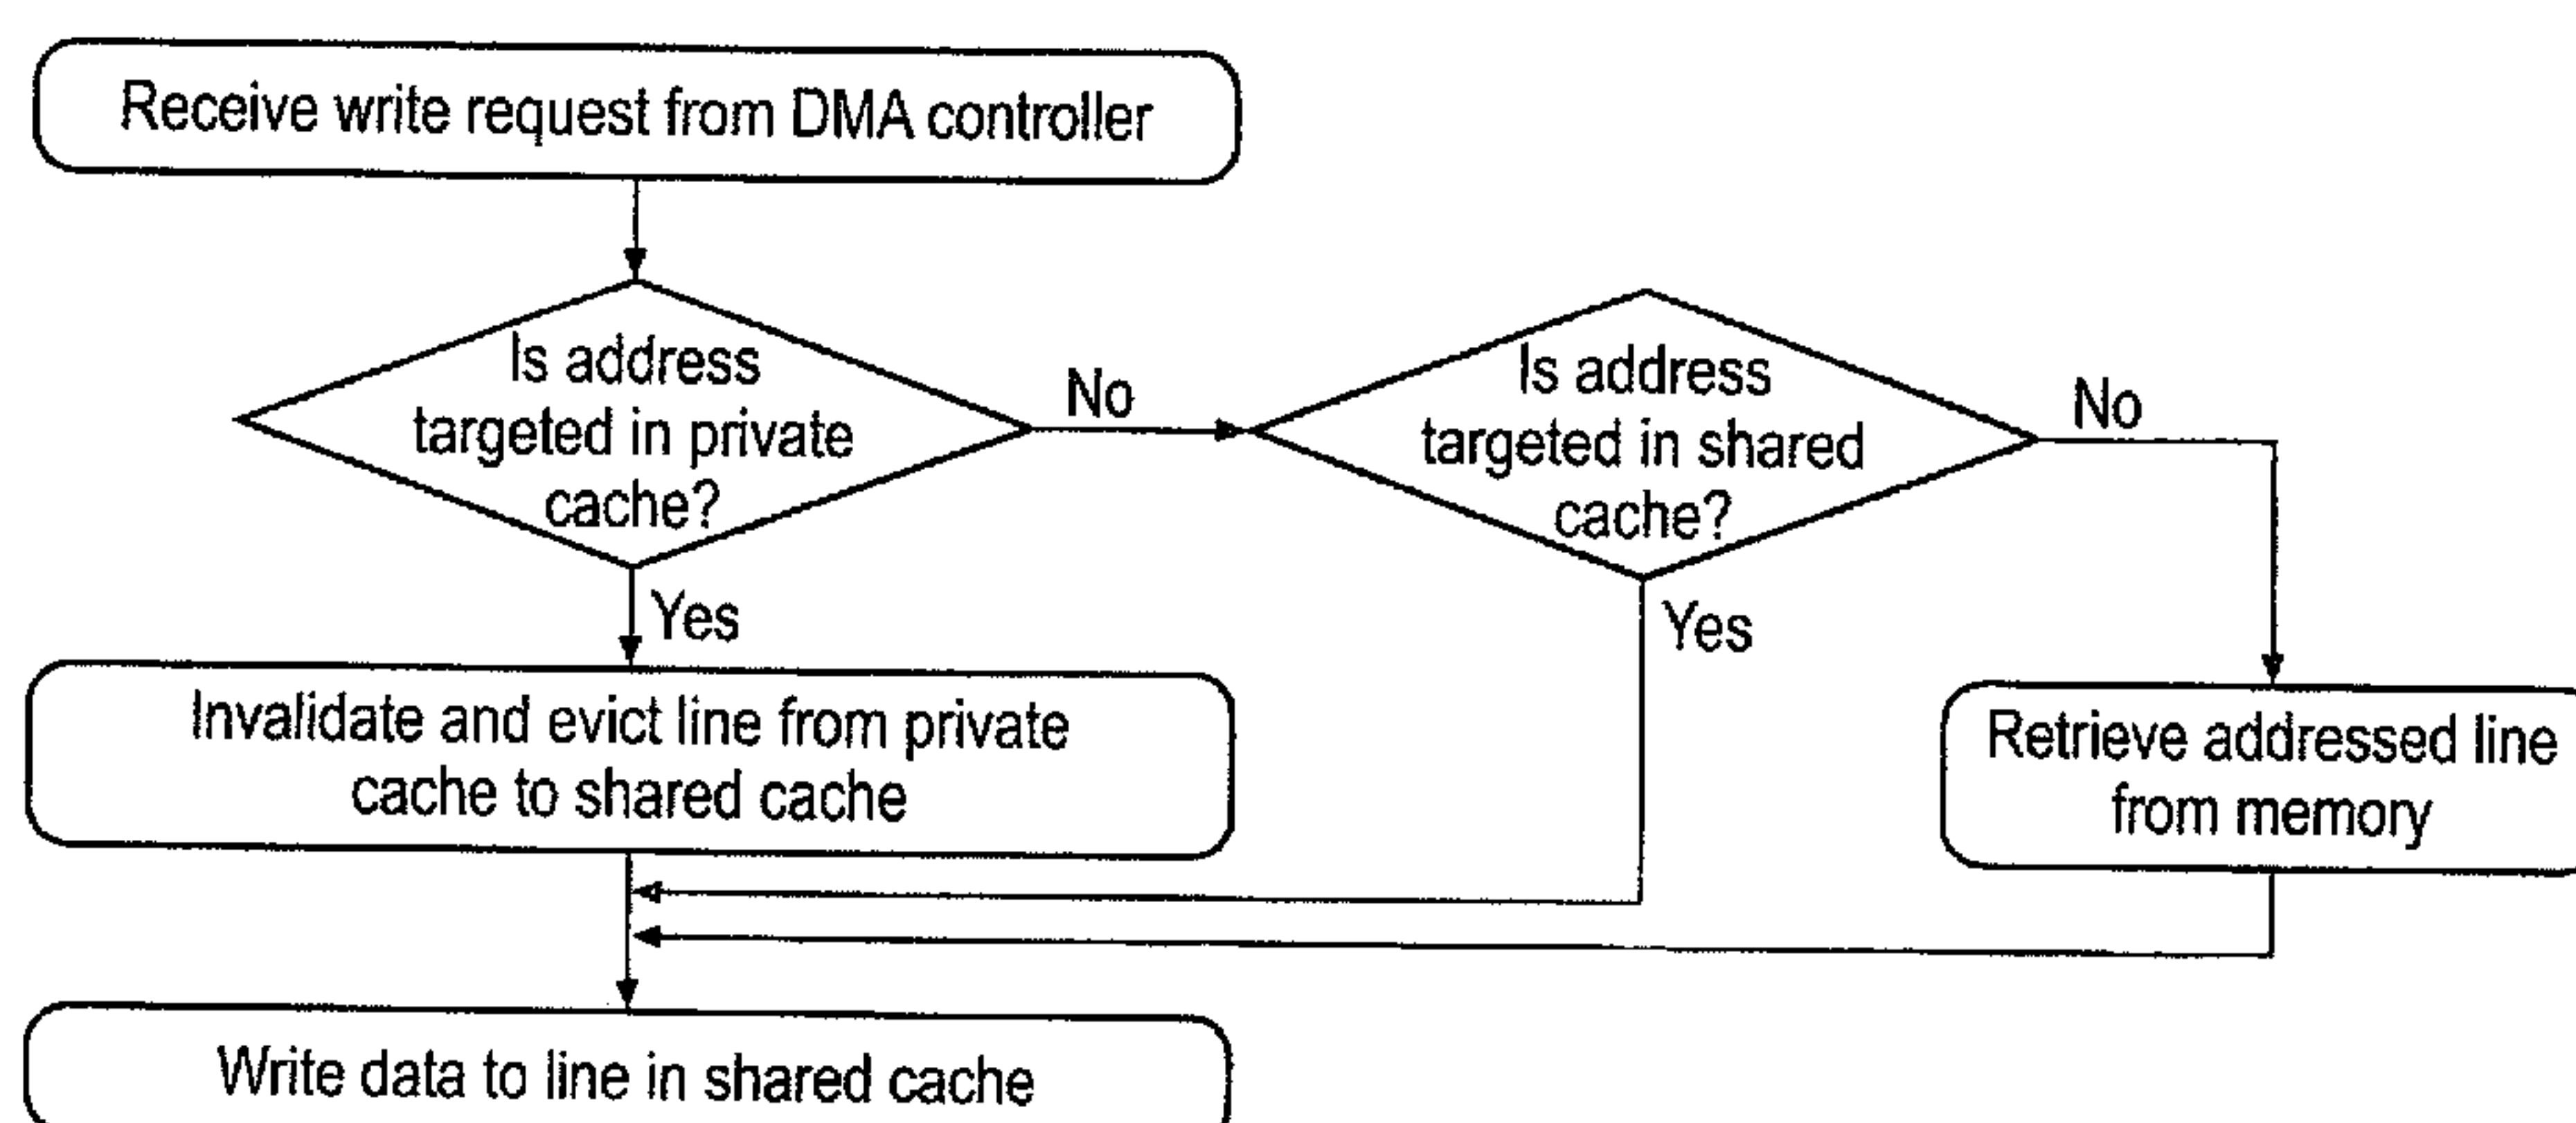 Receive write request from DMA controller
Is address
targeted in private
cache?
No
Is address
targeted in shared
cache?
No
Yes
Yes
Invalidate and evict line from private
cache to shared cache
Retrieve addressed line
from memory
Write data to line in shared cache